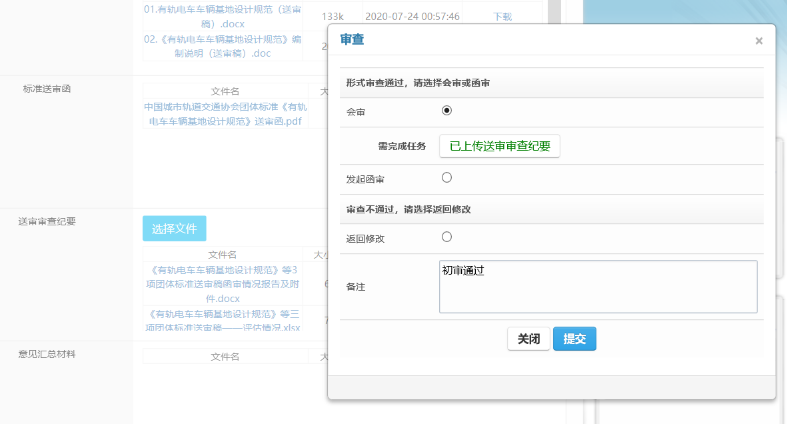 01.有轨电车车辆基地设计规范（送审
稿）.docx
133k
2020-07-24 00:57:46
下载
02.《有轨电车车辆基地设计规范》编
制说明（送审稿）.doc
标准送审函
文件名
中国城市轨道交通协会团体标准《有轨
电车车辆基地设计规范》送审函.pdf
送审审查纪要
选择文件
文件名
大小
《有轨电车车辆基地设计规范》等3
项团体标准送审稿函审情况报告及附
件.docx
《有轨电车车辆基地设计规范》等三
项团体标准送审稿——评估情况.xlsx
意见汇总材料
文件名
审查
×
形式审查通过，请选择会审或函审
会审
需完成任务
已上传送审审查纪要
发起函审
审查不通过，请选择返回修改
返回修改
备注
初审通过
关闭
提交